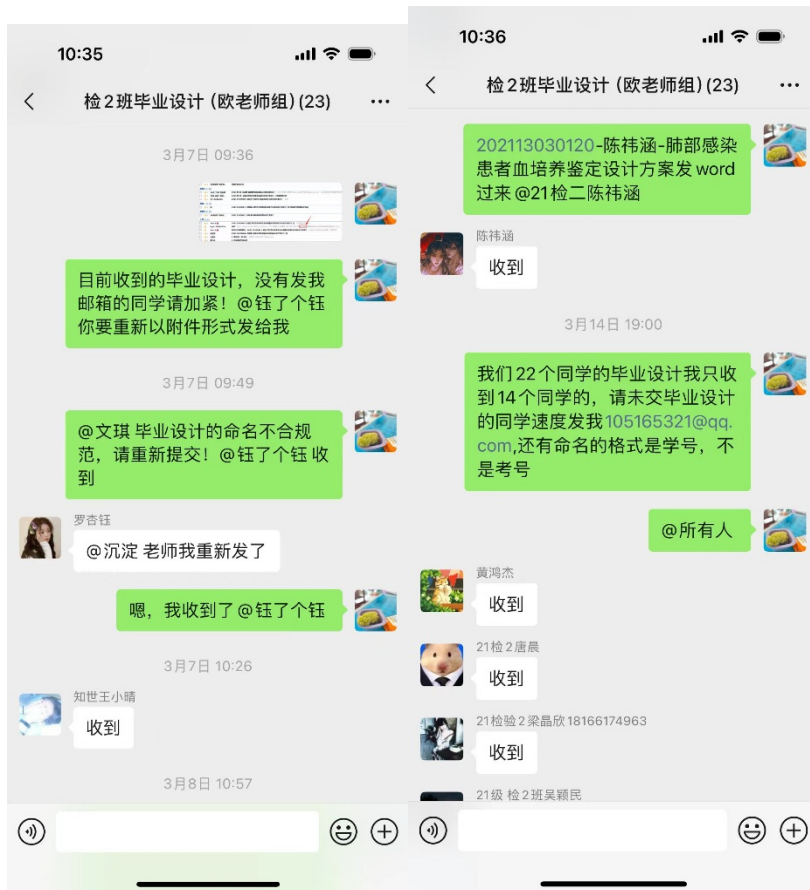 10:35
检2班毕业设计（欧老师组）(23)
3月7日 09:36
目前收到的毕业设计，没有发我
邮箱的同学请加紧！@钰了个钰
你要重新以附件形式发给我
3月7日 09:49
@文琪 毕业设计的命名不合规
范，请重新提交！@钰了个钰 收
到
罗杏钰
@沉淀 老师我重新发了
嗯，我收到了@钰了个钰
3月7日 10:26
知世王小晴
收到
3月8日 10:57
10:36
检2班毕业设计（欧老师组）(23)
202113030120-陈祎涵-肺部感染
患者血培养鉴定设计方案发 word
过来@21检二陈祎涵
陈祎涵
收到
3月14日 19:00
我们22个同学的毕业设计我只收
到14个同学的，请未交毕业设计
的同学速度发我105165321@qq.
com,还有命名的格式是学号，不
是考号
@所有人
黄鸿杰
收到
21检2唐晨
收到
21检验2梁晶欣18166174963
收到
21级 检2班吴颖民